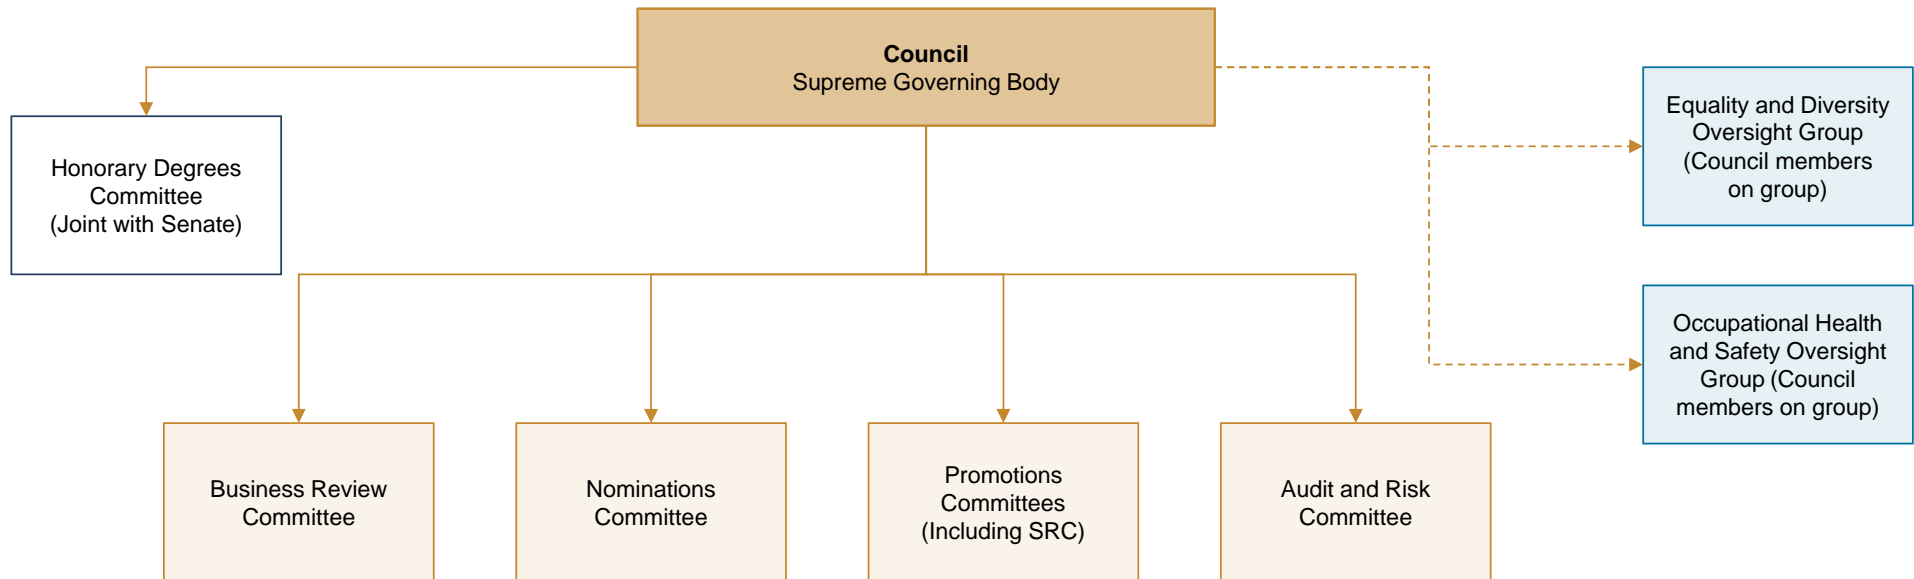 Council
Supreme Governing Body
Honorary Degrees
Committee
(Joint with Senate)
Equality and Diversity
Oversight Group
(Council members
on group)
Occupational Health
and Safety Oversight
Group (Council
members on group)
Business Review
Committee
Nominations
Committee
Promotions
Committees
(Including SRC)
Audit and Risk
Committee